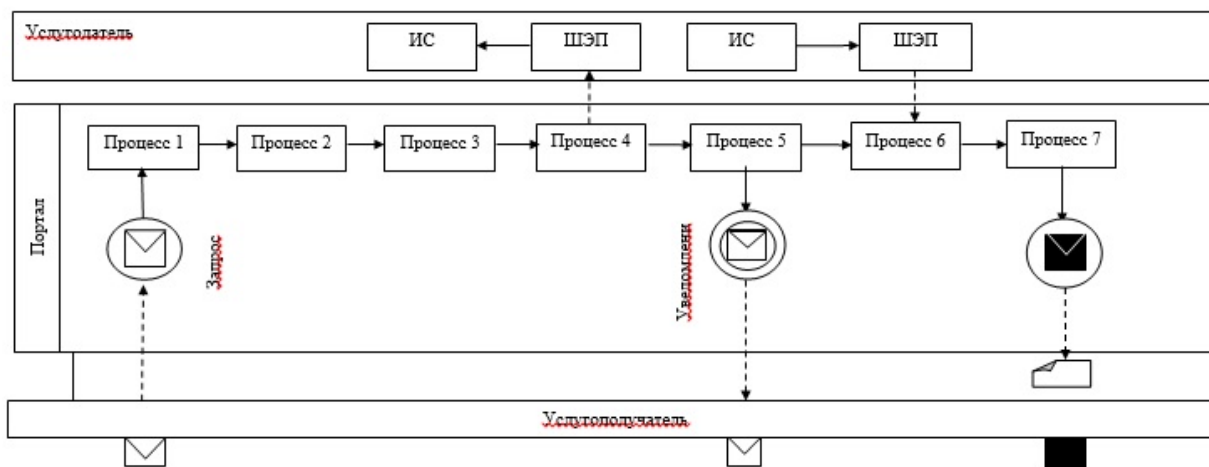 Услугодатель
ИС
ШЭП
ИС
ШЭП
Портал
Процесс 1
Процесс 2
Процесс 3
Процесс 4
Процесс 5
Процесс 6
Процесс 7
Запрос
Уведомлени
Услугополучатель